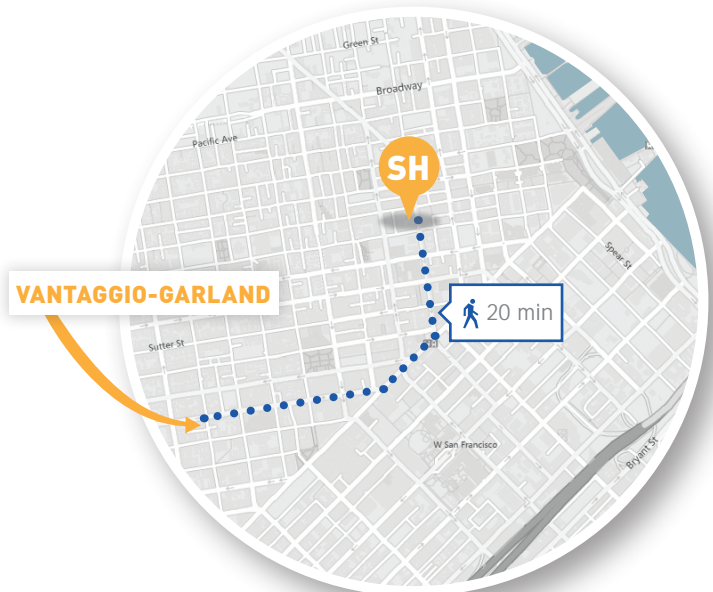 Green St
Broadway
Pacific Ave
SH
Spear St
VANTAGGIO-GARLAND
20 min
Sutter St
W San Francisco
Bryant St